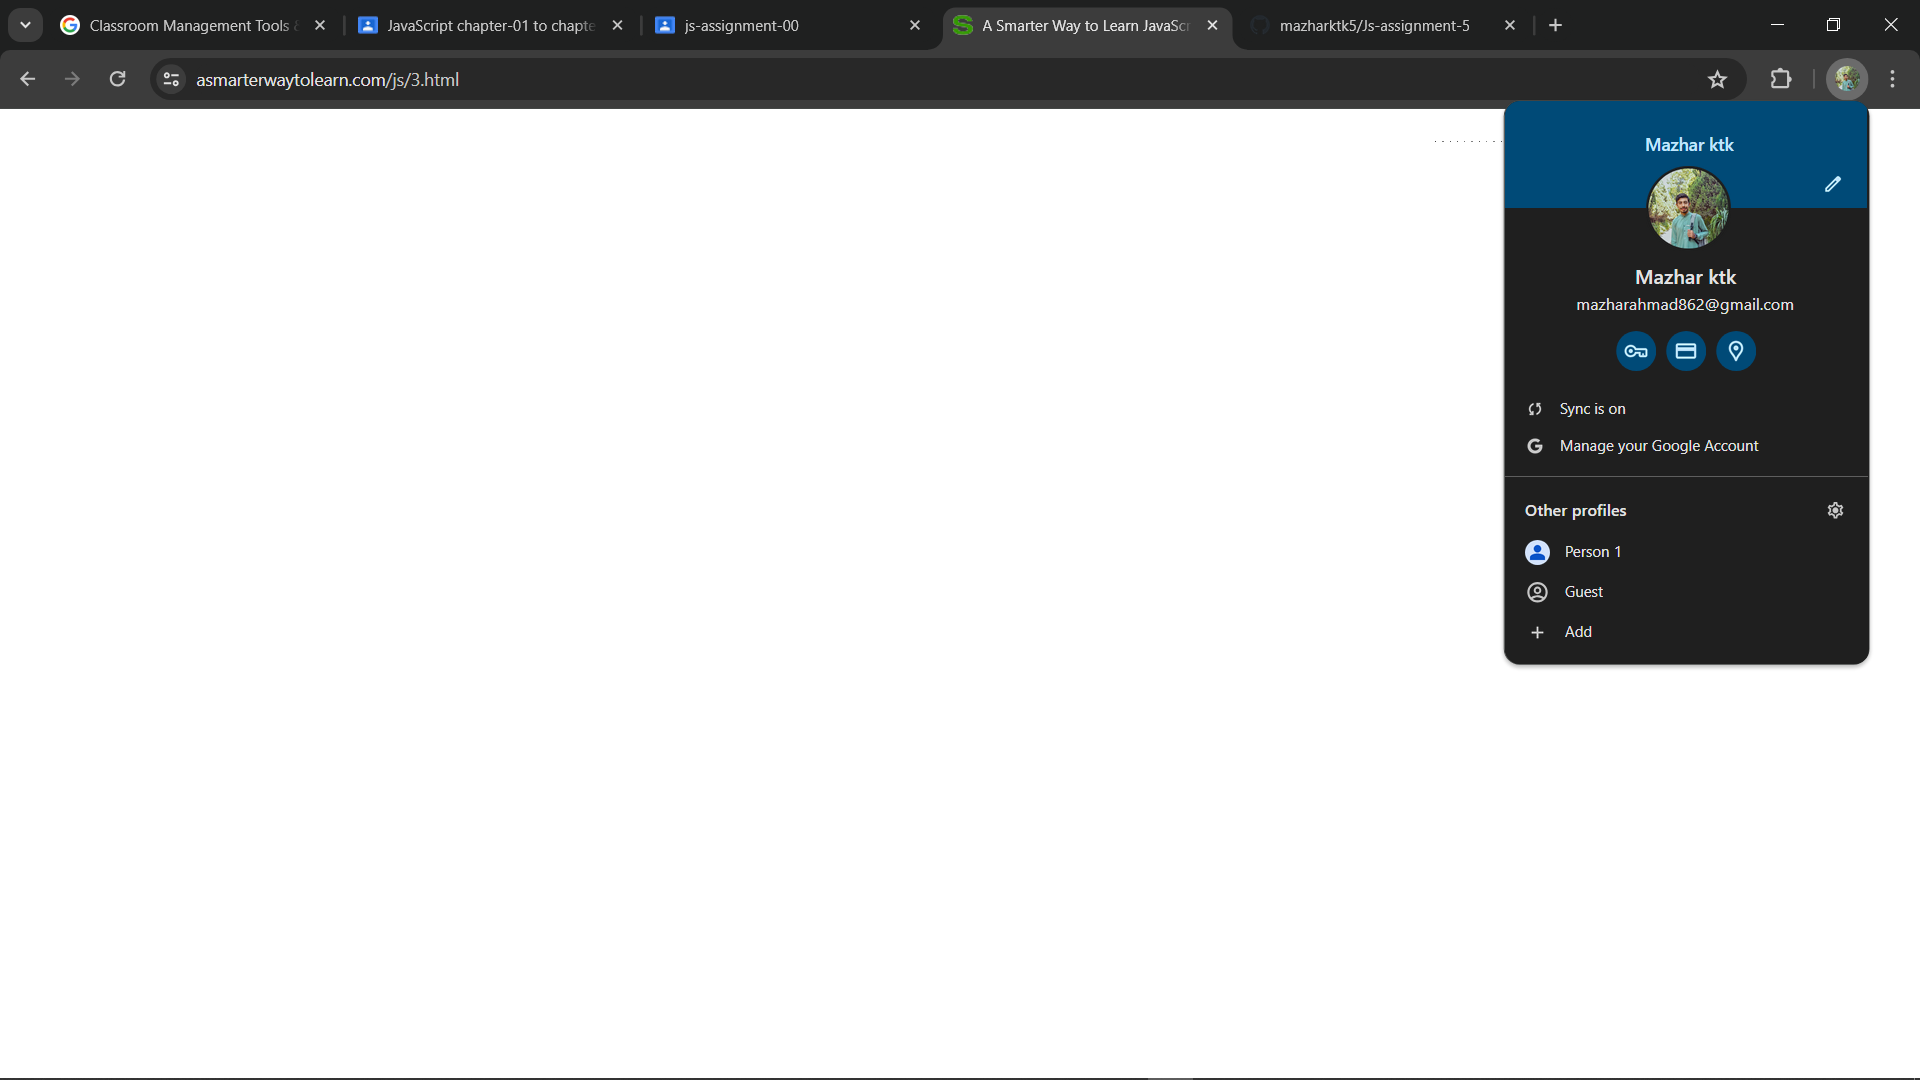 Classroom Management Tools &
JavaScript chapter-01 to chapte
js-assignment-00
A Smarter Way to Learn JavaScr
mazharktk5/Js-assignment-5
asmarterwaytolearn.com/js/3.html
Mazhar ktk
Mazhar ktk
mazharahmad862@gmail.com
Sync is on
Manage your Google Account
Other profiles
Person 1
Guest
Add